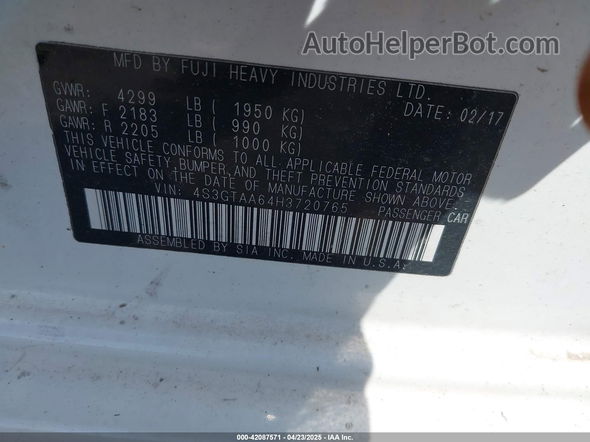 AutoHelperBot.com
MFD BY FUJI HEAVY INDUSTRIES LTD.
GVWR: 4299 LB ( 1950 KG) DATE: 02/17
GAWR: F 2183 LB ( 990 KG)
GAWR: R 2205 LB ( 1000 KG)
THIS VEHICLE CONFORMS TO ALL APPLICABLE FEDERAL MOTOR
VEHICLE SAFETY, BUMPER, AND THEFT PREVENTION STANDARDS
IN EFFECT ON THE DATE OF MANUFACTURE SHOWN ABOVE.
VIN: 4S3GTAA64H3720765 PASSENGER CAR
ASSEMBLED BY SIA INC. MADE IN U.S.A.
000-42087571 - 04/23/2025 - IAA Inc.